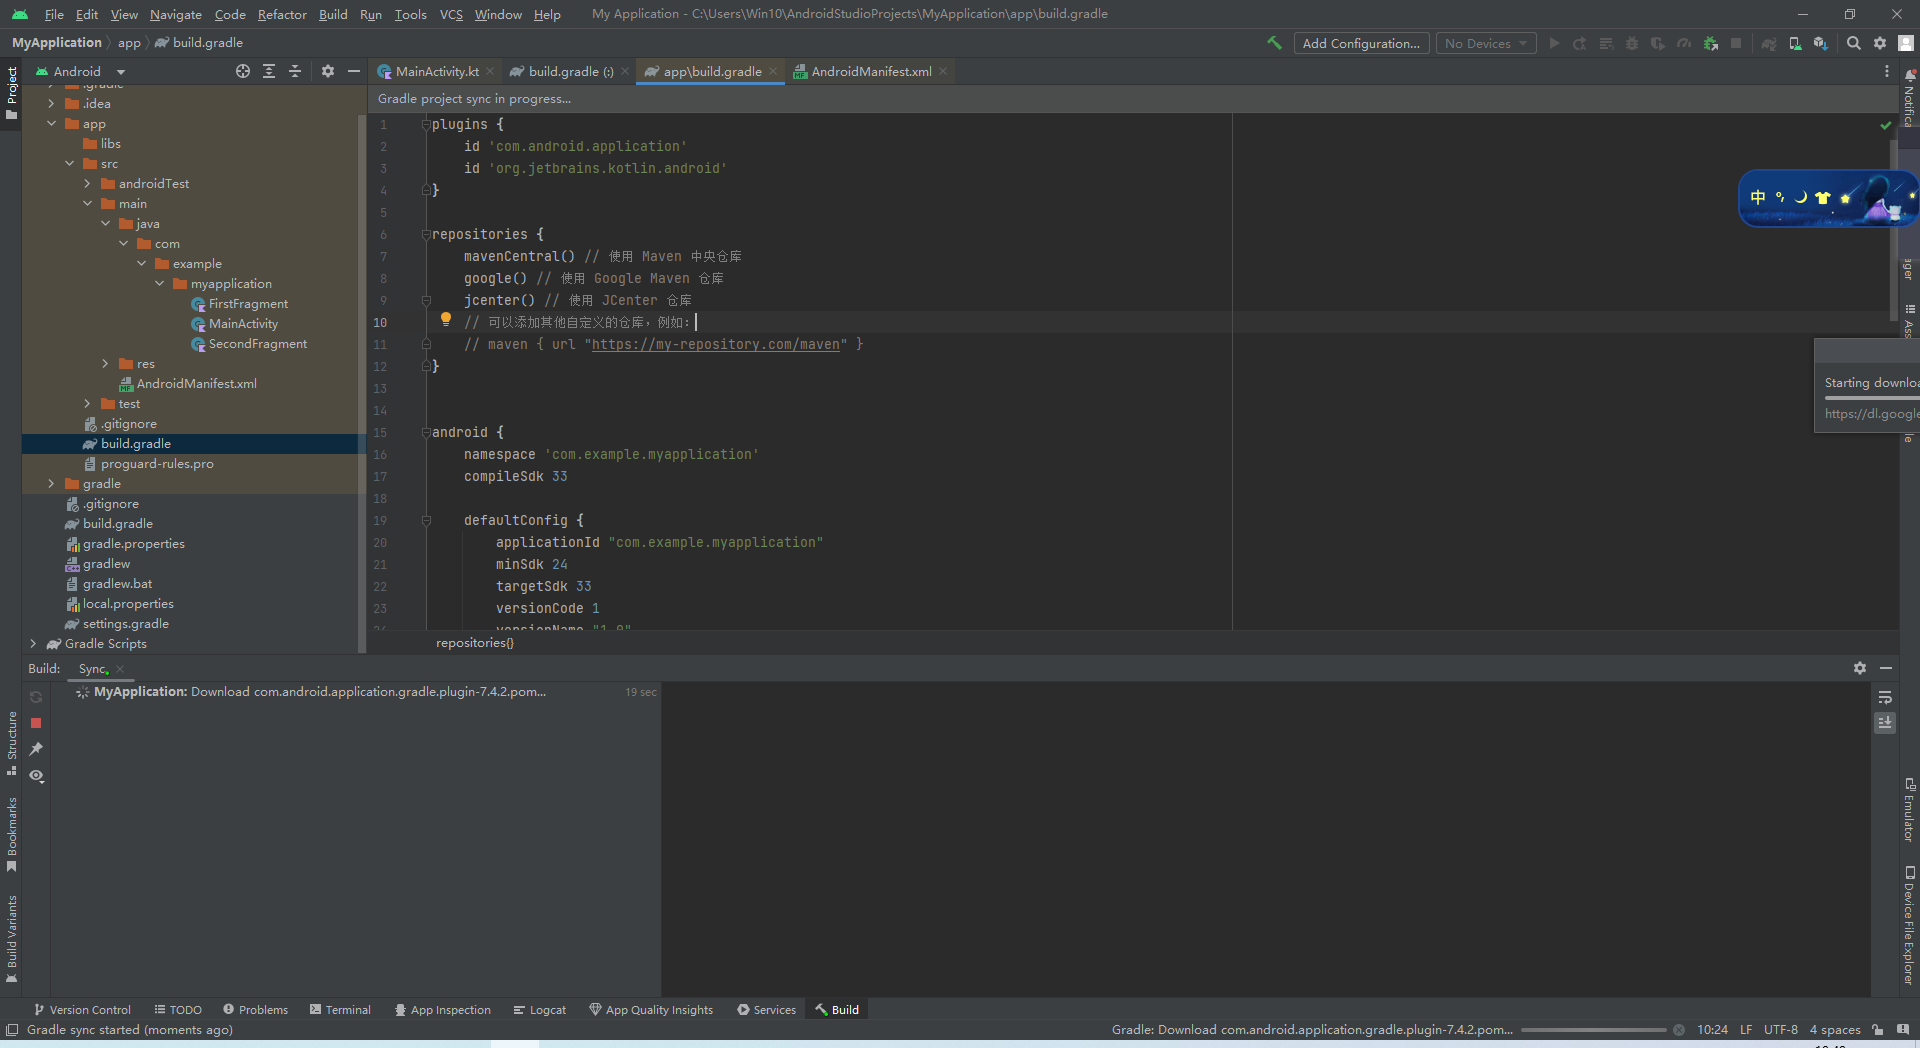 File Edit View Navigate Code Refactor Build Run Tools VCS Window Help My Application - C:\Users\Win10\AndroidStudioProjects\MyApplication\app\build.gradle
MyApplication app build.gradle
Add Configuration... No Devices
Project
Android
MainActivity.kt build.gradle (:) app\build.gradle AndroidManifest.xml
Gradle project sync in progress...
.gradle
.idea
app
libs
src
androidTest
main
java
com
example
myapplication
FirstFragment
MainActivity
SecondFragment
res
AndroidManifest.xml
test
.gitignore
build.gradle
proguard-rules.pro
gradle
.gitignore
build.gradle
gradle.properties
gradlew
gradlew.bat
local.properties
settings.gradle
Gradle Scripts
1 plugins {
2 id 'com.android.application'
3 id 'org.jetbrains.kotlin.android'
4 }
5
6 repositories {
7 mavenCentral() // 使用 Maven 中央仓库
8 google() // 使用 Google Maven 仓库
9 jcenter() // 使用 JCenter 仓库
10 // 可以添加其他自定义的仓库，例如：
11 // maven { url "https://my-repository.com/maven" }
12 }
13
14
15 android {
16 namespace 'com.example.myapplication'
17 compileSdk 33
18
19 defaultConfig {
20 applicationId "com.example.myapplication"
21 minSdk 24
22 targetSdk 33
23 versionCode 1
24 versionName "1.0"
repositories{}
Notifica
中
ager
Ass
Starting downloa
https://dl.google
le
Build: Sync
MyApplication: Download com.android.application.gradle.plugin-7.4.2.pom... 19 sec
Structure
Bookmarks
Build Variants
Emulator
Device File Explorer
Version Control TODO Problems Terminal App Inspection Logcat App Quality Insights Services Build
Gradle sync started (moments ago) Gradle: Download com.android.application.gradle.plugin-7.4.2.pom... 10:24 LF UTF-8 4 spaces